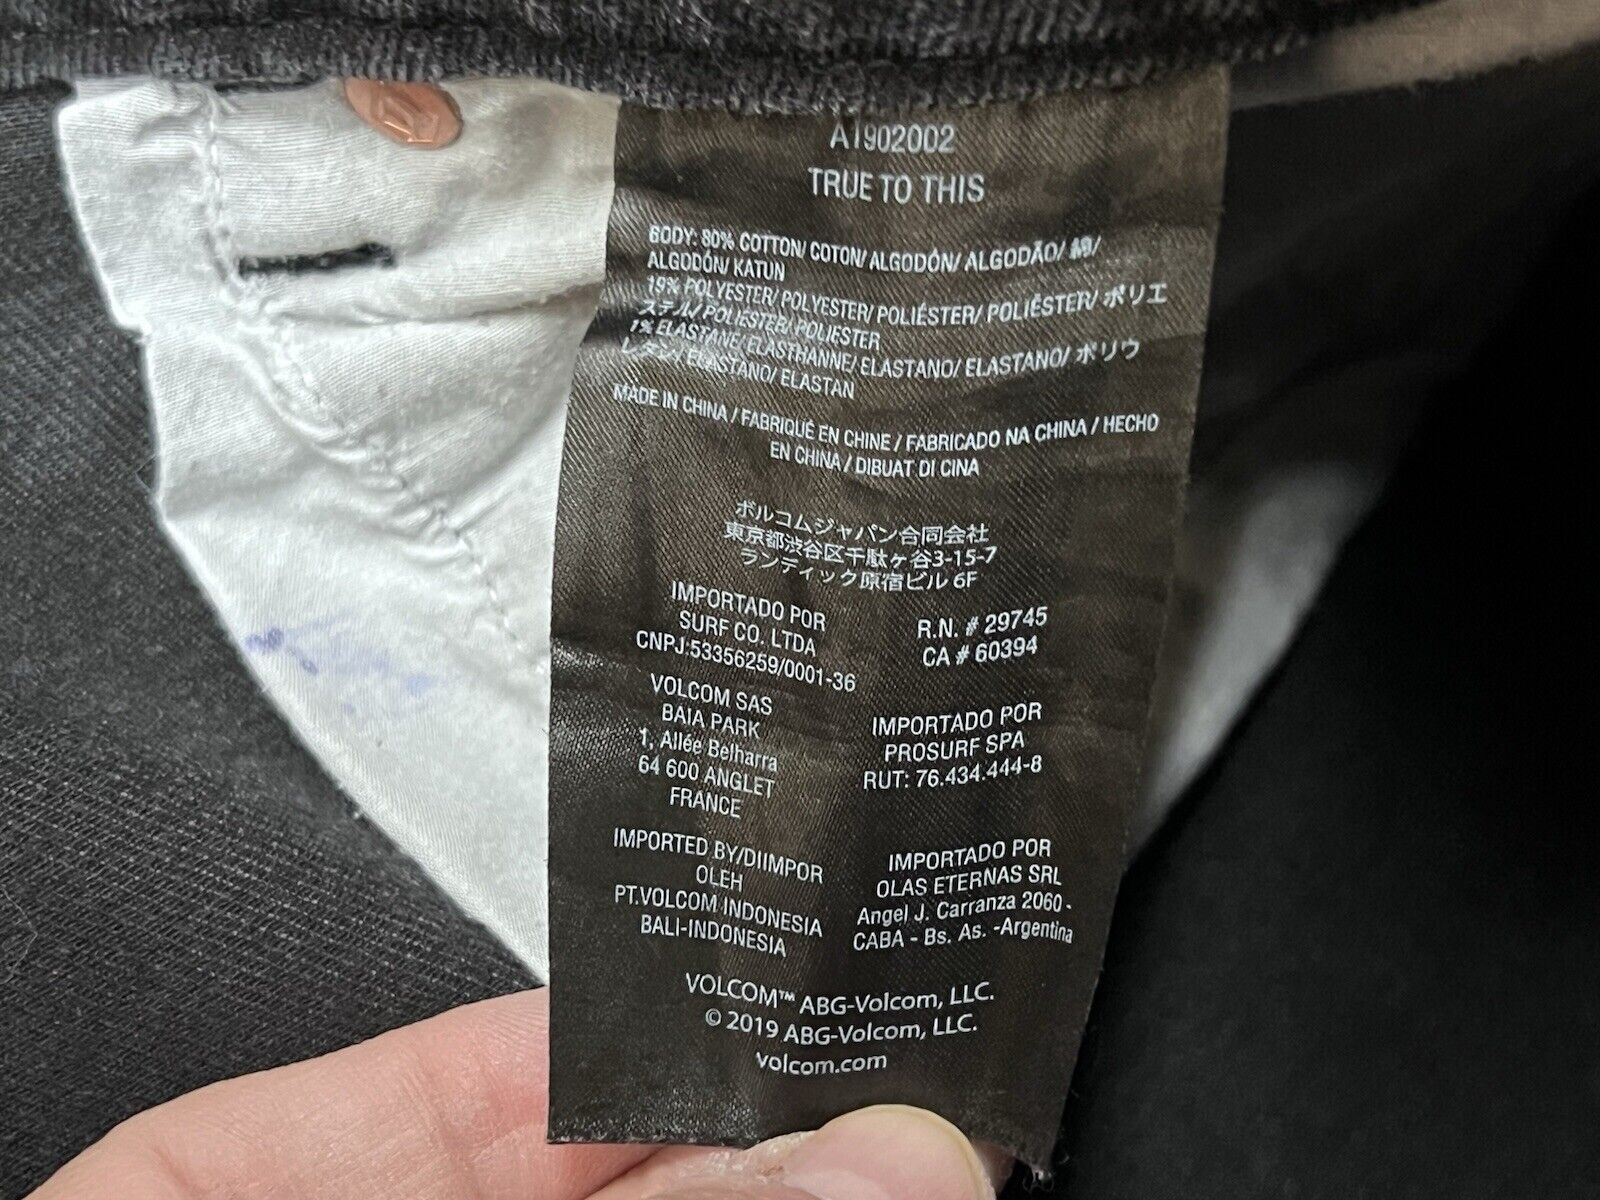 A1902002
TRUE TO THIS
BODY: 80% COTTON/ COTON/ ALGODÓN/ ALGODÃO/ 綿/
ALGODÓN/ KATUN
19% POLYESTER/ POLYESTER/ POLIÉSTER/ POLIÉSTER/ ポリエ
ステル/ POLIÉSTER/ POLIESTER
1% ELASTANE/ ELASTHANNE/ ELASTANO/ ELASTANO/ ポリウ
レタン/ ELASTANO/ ELASTAN
MADE IN CHINA / FABRIQUÉ EN CHINE / FABRICADO NA CHINA / HECHO
EN CHINA / DIBUAT DI CINA
ボルコムジャパン合同会社
東京都渋谷区千駄ヶ谷3-15-7
ランディック原宿ビル 6F
IMPORTADO POR
SURF CO. LTDA
CNPJ:53356259/0001-36
R.N. # 29745
CA # 60394
VOLCOM SAS
BAIA PARK
1, Allée Belharra
64 600 ANGLET
FRANCE
IMPORTADO POR
PROSURF SPA
RUT: 76.434.444-8
IMPORTED BY/DIIMPOR
OLEH
PT.VOLCOM INDONESIA
BALI-INDONESIA
IMPORTADO POR
OLAS ETERNAS SRL
Angel J. Carranza 2060 -
CABA - Bs. As. -Argentina
VOLCOM™ ABG-Volcom, LLC.
© 2019 ABG-Volcom, LLC.
volcom.com